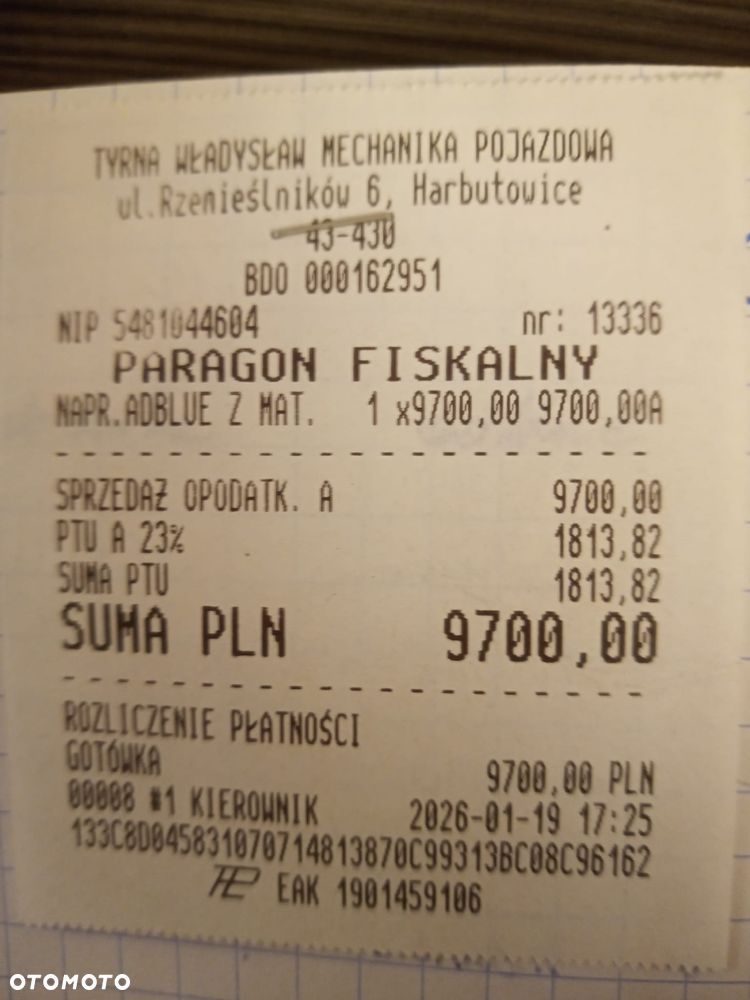 TYRNA WŁADYSŁAW MECHANIKA POJAZDOWA
ul.Rzemieślników 6, Harbutowice
43-430
BDO 000162951
NIP 5481044604 nr: 13336
PARAGON FISKALNY
NAPR.ADBLUE Z MAT. 1 x9700,00 9700,00A
SPRZEDAŻ OPODATK. A 9700,00
PTU A 23% 1813,82
SUMA PTU 1813,82
SUMA PLN 9700,00
ROZLICZENIE PŁATNOŚCI
GOTÓWKA 9700,00 PLN
00008 #1 KIEROWNIK 2026-01-19 17:25
133C8D045831070714813870C99313BC08C96162
EAK 1901459106
OTOMOTO